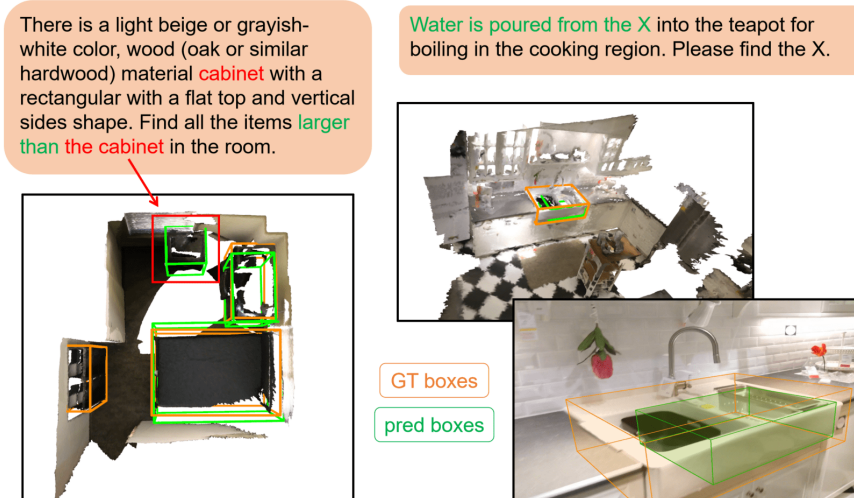 There is a light beige or grayish-
white color, wood (oak or similar
hardwood) material cabinet with a
rectangular with a flat top and vertical
sides shape. Find all the items larger
than the cabinet in the room.
Water is poured from the X into the teapot for
boiling in the cooking region. Please find the X.
GT boxes
pred boxes